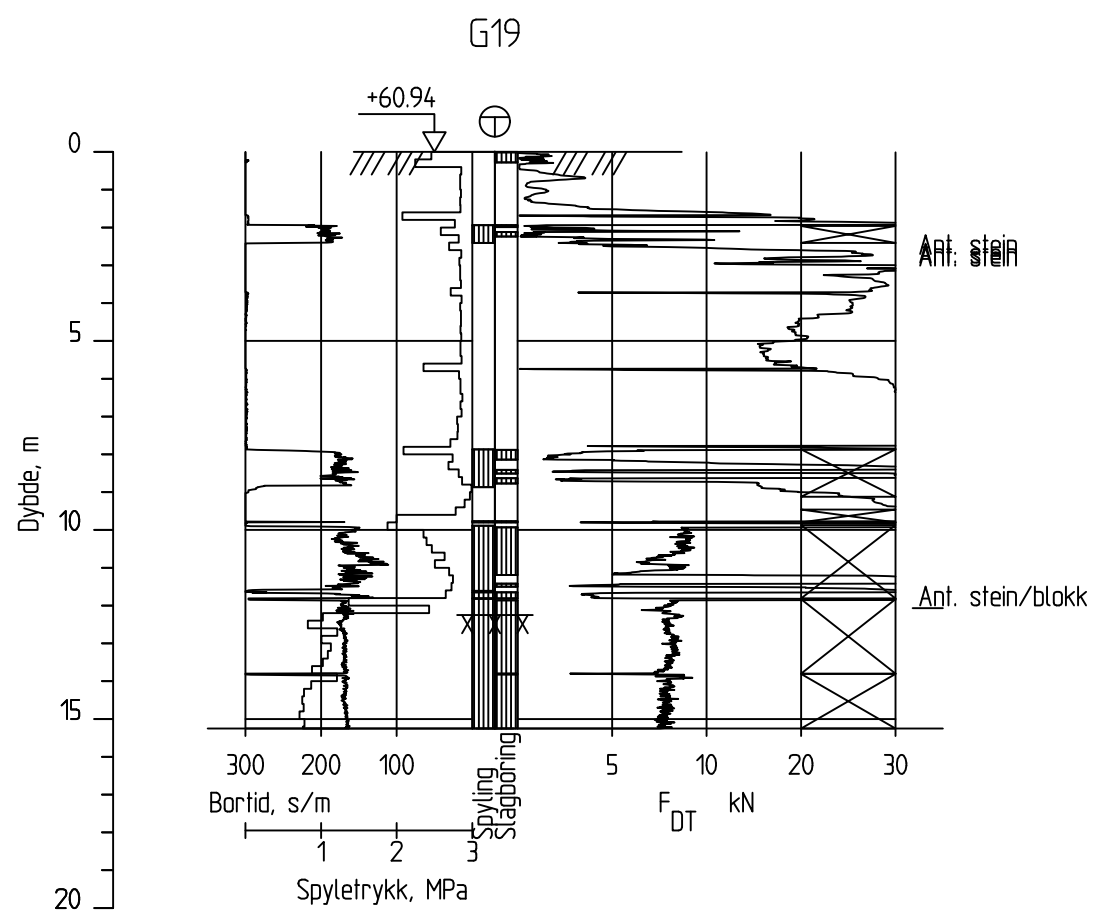 G19
+60.94
0
Ant. stein
Ant. stein
5
Dybde, m
10
Ant. stein/blokk
15
300 200 100 5 10 20 30
Spyling
Slagboring
Bortid, s/m
F DT kN
1 2 3
Spyletrykk, MPa
20